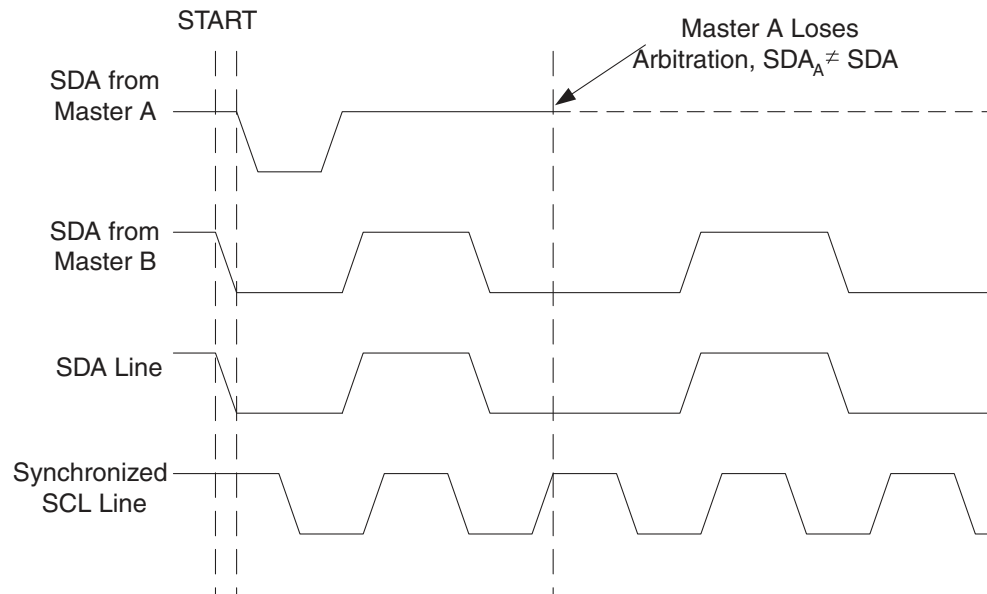 START
Master A Loses
Arbitration, SDA_A ≠ SDA
SDA from
Master A
SDA from
Master B
SDA Line
Synchronized
SCL Line